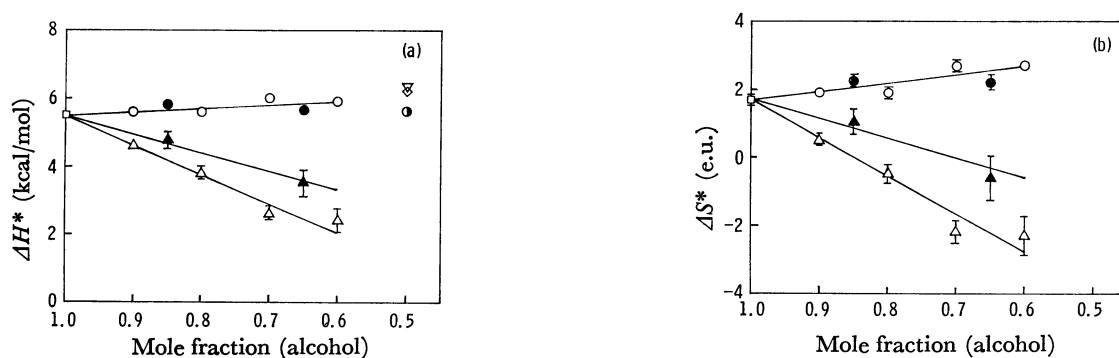 (a)
ΔH* (kcal/mol)
8
6
4
2
0
1.0 0.9 0.8 0.7 0.6 0.5
Mole fraction (alcohol)
(b)
ΔS* (e.u.)
4
2
0
-2
-4
1.0 0.9 0.8 0.7 0.6 0.5
Mole fraction (alcohol)